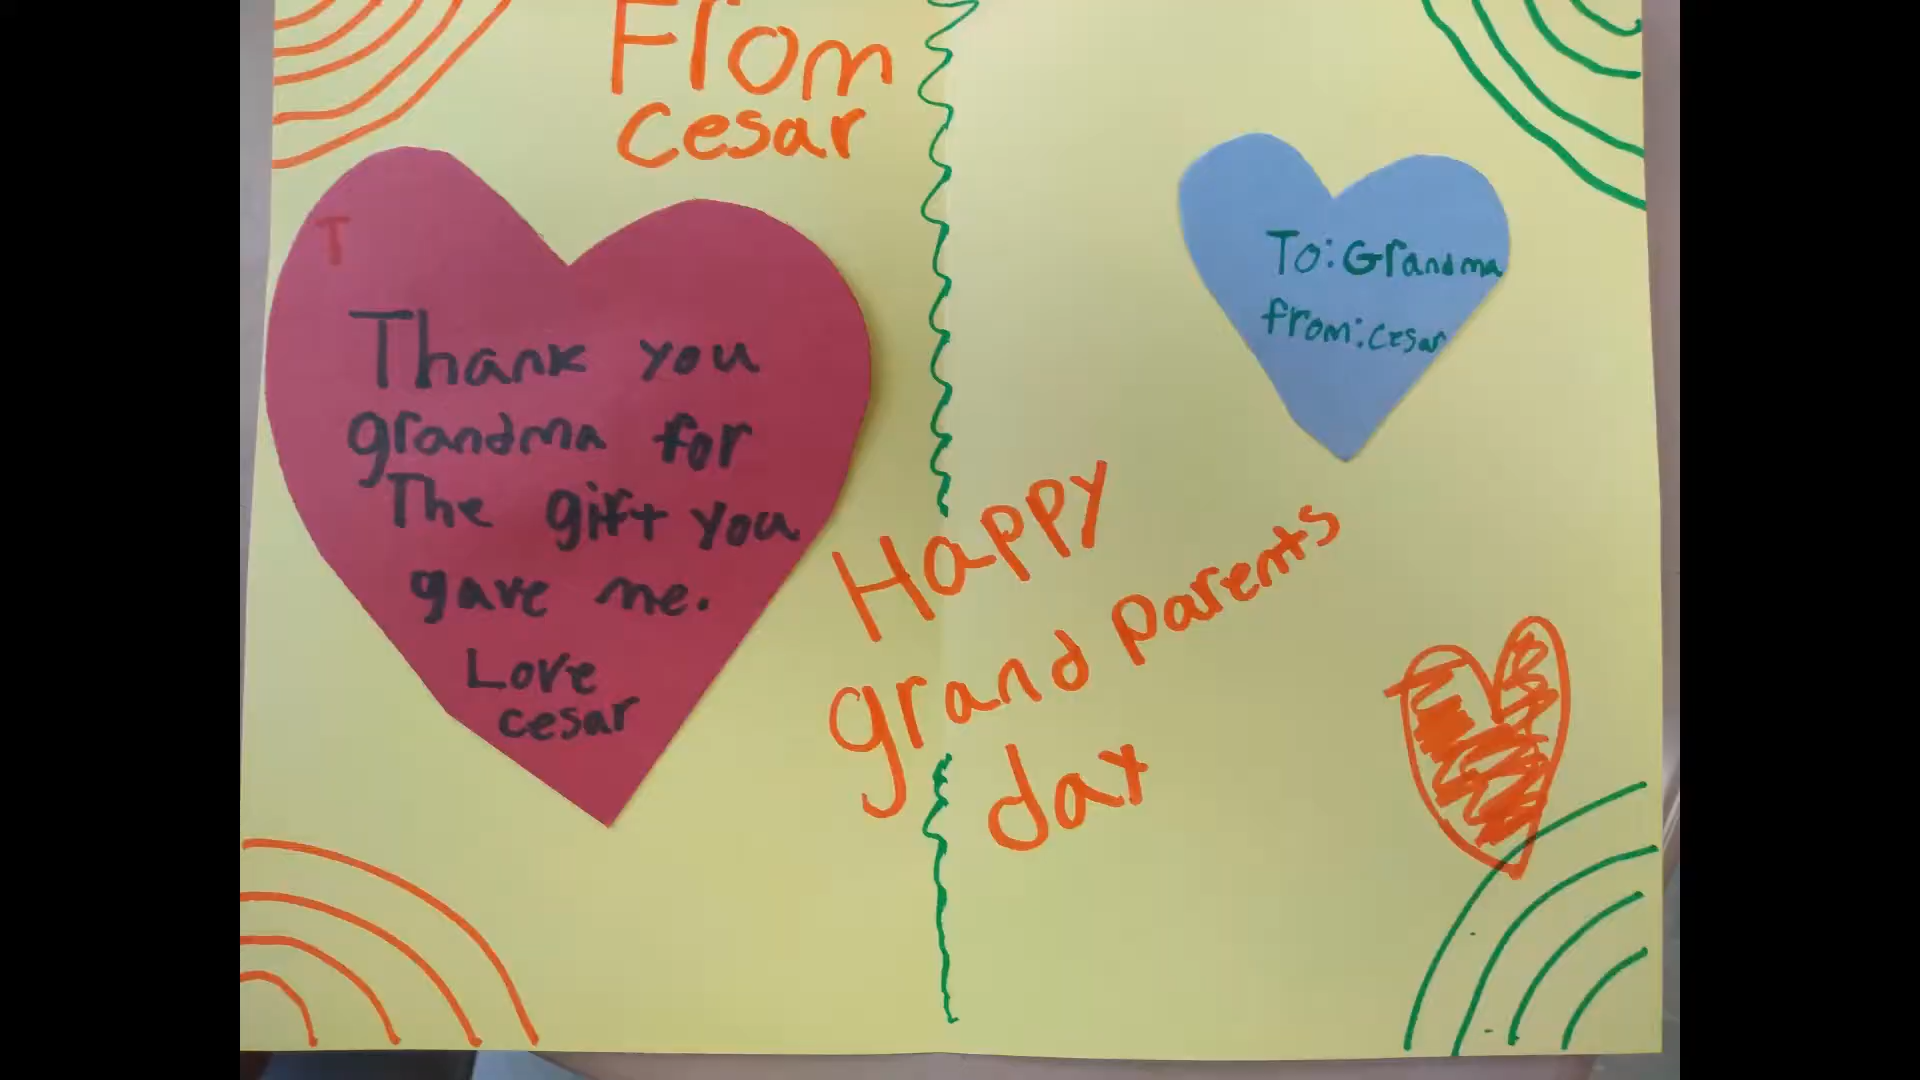 From
cesar
T
Thank you
grandma for
The gift you
gave me.
Love
cesar
To: Grandma
from: cesar
Happy
grand parents
day